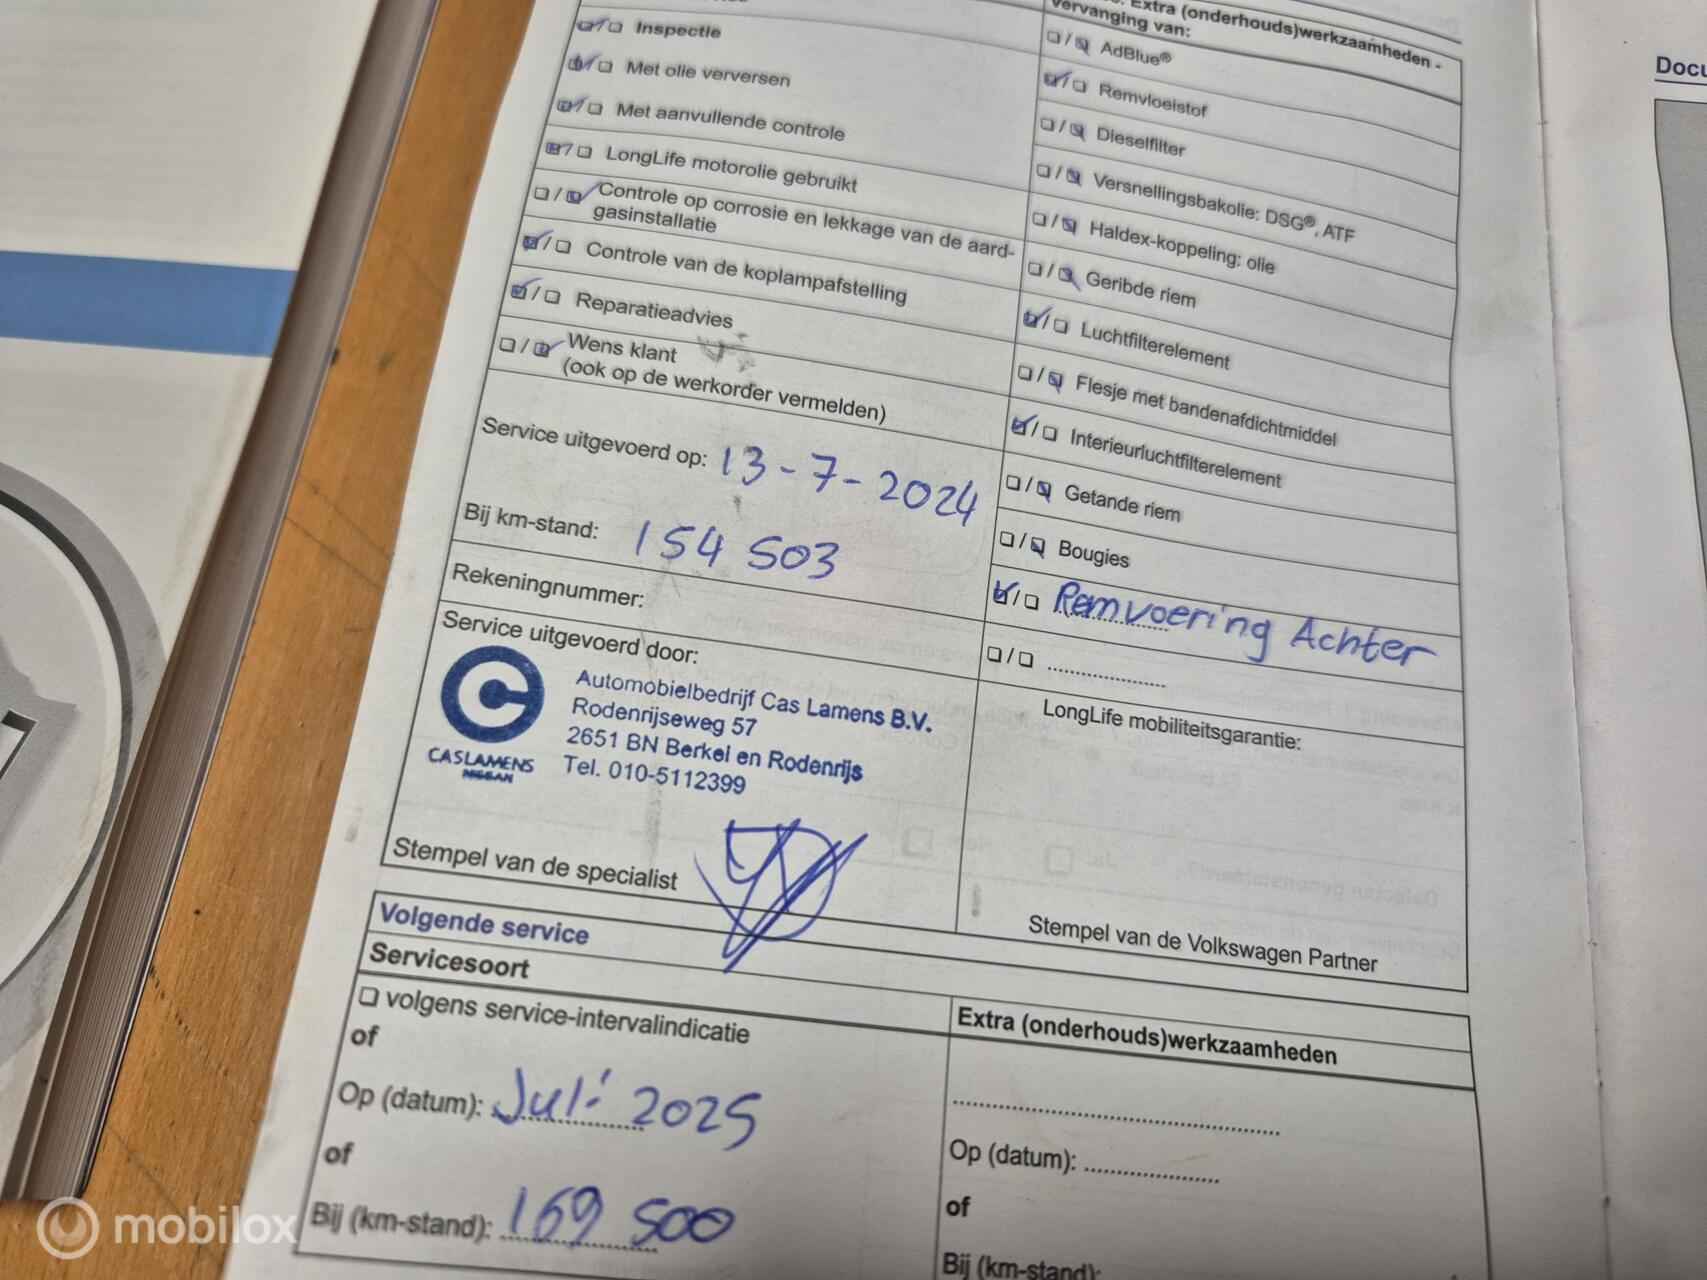 Inspectie
Met olie verversen
Met aanvullende controle
LongLife motorolie gebruikt
Controle op corrosie en lekkage van de aard-
gasinstallatie
Controle van de koplampafstelling
Reparatieadvies
Wens klant
(ook op de werkorder vermelden)
Service uitgevoerd op: 13-7-2024
Bij km-stand: 154 503
Rekeningnummer:
Service uitgevoerd door:
Automobielbedrijf Cas Lamens B.V.
Rodenrijseweg 57
2651 BN Berkel en Rodenrijs
Tel. 010-5112399
CASLAMENS
NISSAN
Stempel van de specialist
Extra (onderhouds)werkzaamheden -
vervanging van:
AdBlue®
Remvloeistof
Dieselfilter
Versnellingsbakolie: DSG®, ATF
Haldex-koppeling: olie
Geribde riem
Luchtfilterelement
Flesje met bandenafdichtmiddel
Interieurluchtfilterelement
Getande riem
Bougies
Remvoering Achter
LongLife mobiliteitsgarantie:
Stempel van de Volkswagen Partner
Volgende service
Servicesoort
volgens service-intervalindicatie
of
Op (datum): Juli 2025
of
Bij (km-stand): 169 500
Extra (onderhouds)werkzaamheden
Op (datum):
of
Bij (km-stand):
Docu
mobilox